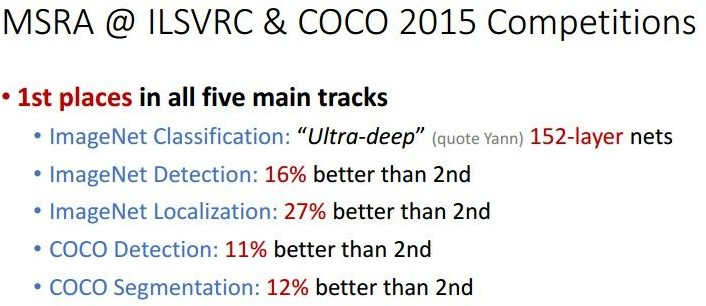 MSRA @ ILSVRC & COCO 2015 Competitions
• 1st places in all five main tracks
• ImageNet Classification: “Ultra-deep” (quote Yann) 152-layer nets
• ImageNet Detection: 16% better than 2nd
• ImageNet Localization: 27% better than 2nd
• COCO Detection: 11% better than 2nd
• COCO Segmentation: 12% better than 2nd